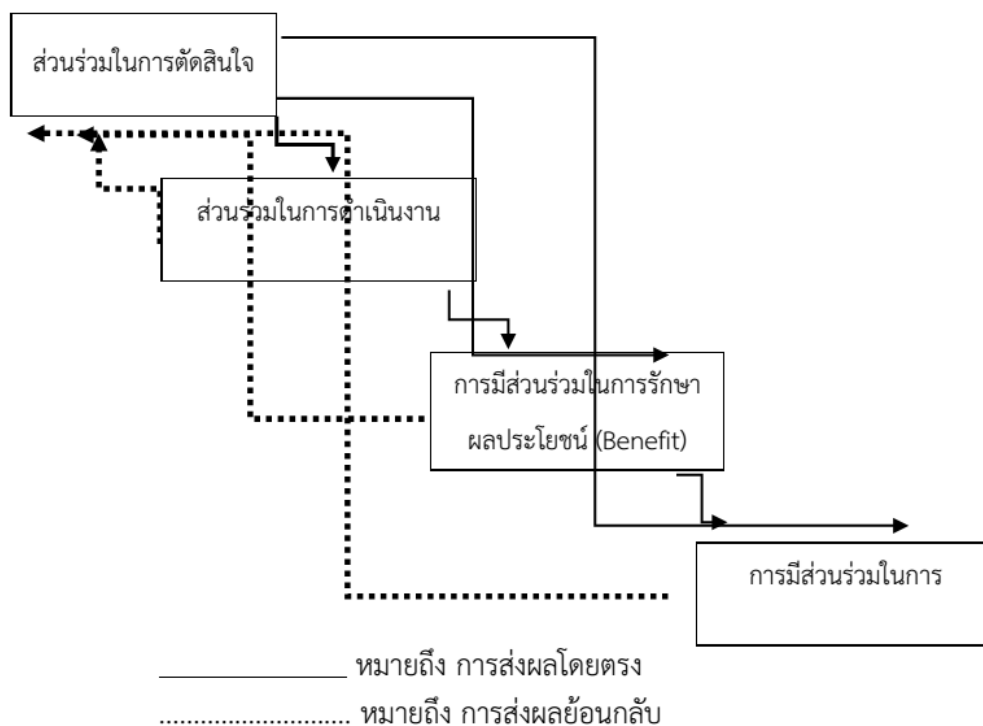 ส่วนร่วมในการตัดสินใจ
ส่วนร่วมในการดำเนินงาน
การมีส่วนร่วมในการรักษา
ผลประโยชน์ (Benefit)
การมีส่วนร่วมในการ
หมายถึง การส่งผลโดยตรง
........................... หมายถึง การส่งผลย้อนกลับ